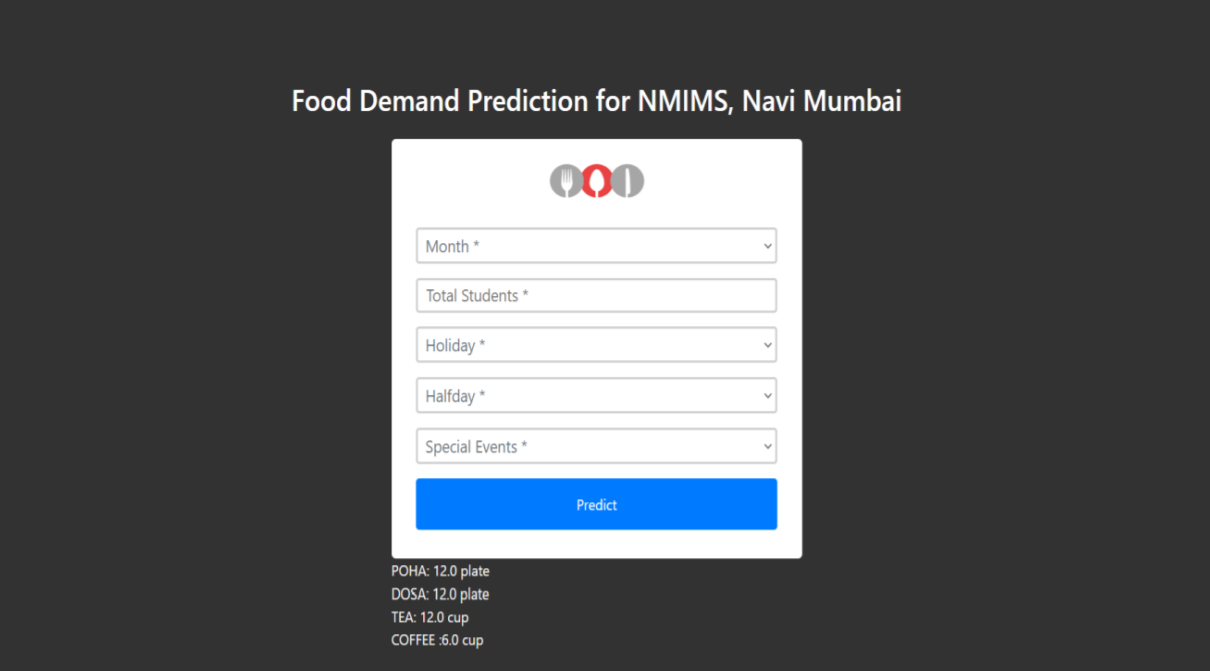 Food Demand Prediction for NMIMS, Navi Mumbai
Month *
Total Students *
Holiday *
Halfday *
Special Events *
Predict
POHA: 12.0 plate
DOSA: 12.0 plate
TEA: 12.0 cup
COFFEE :6.0 cup